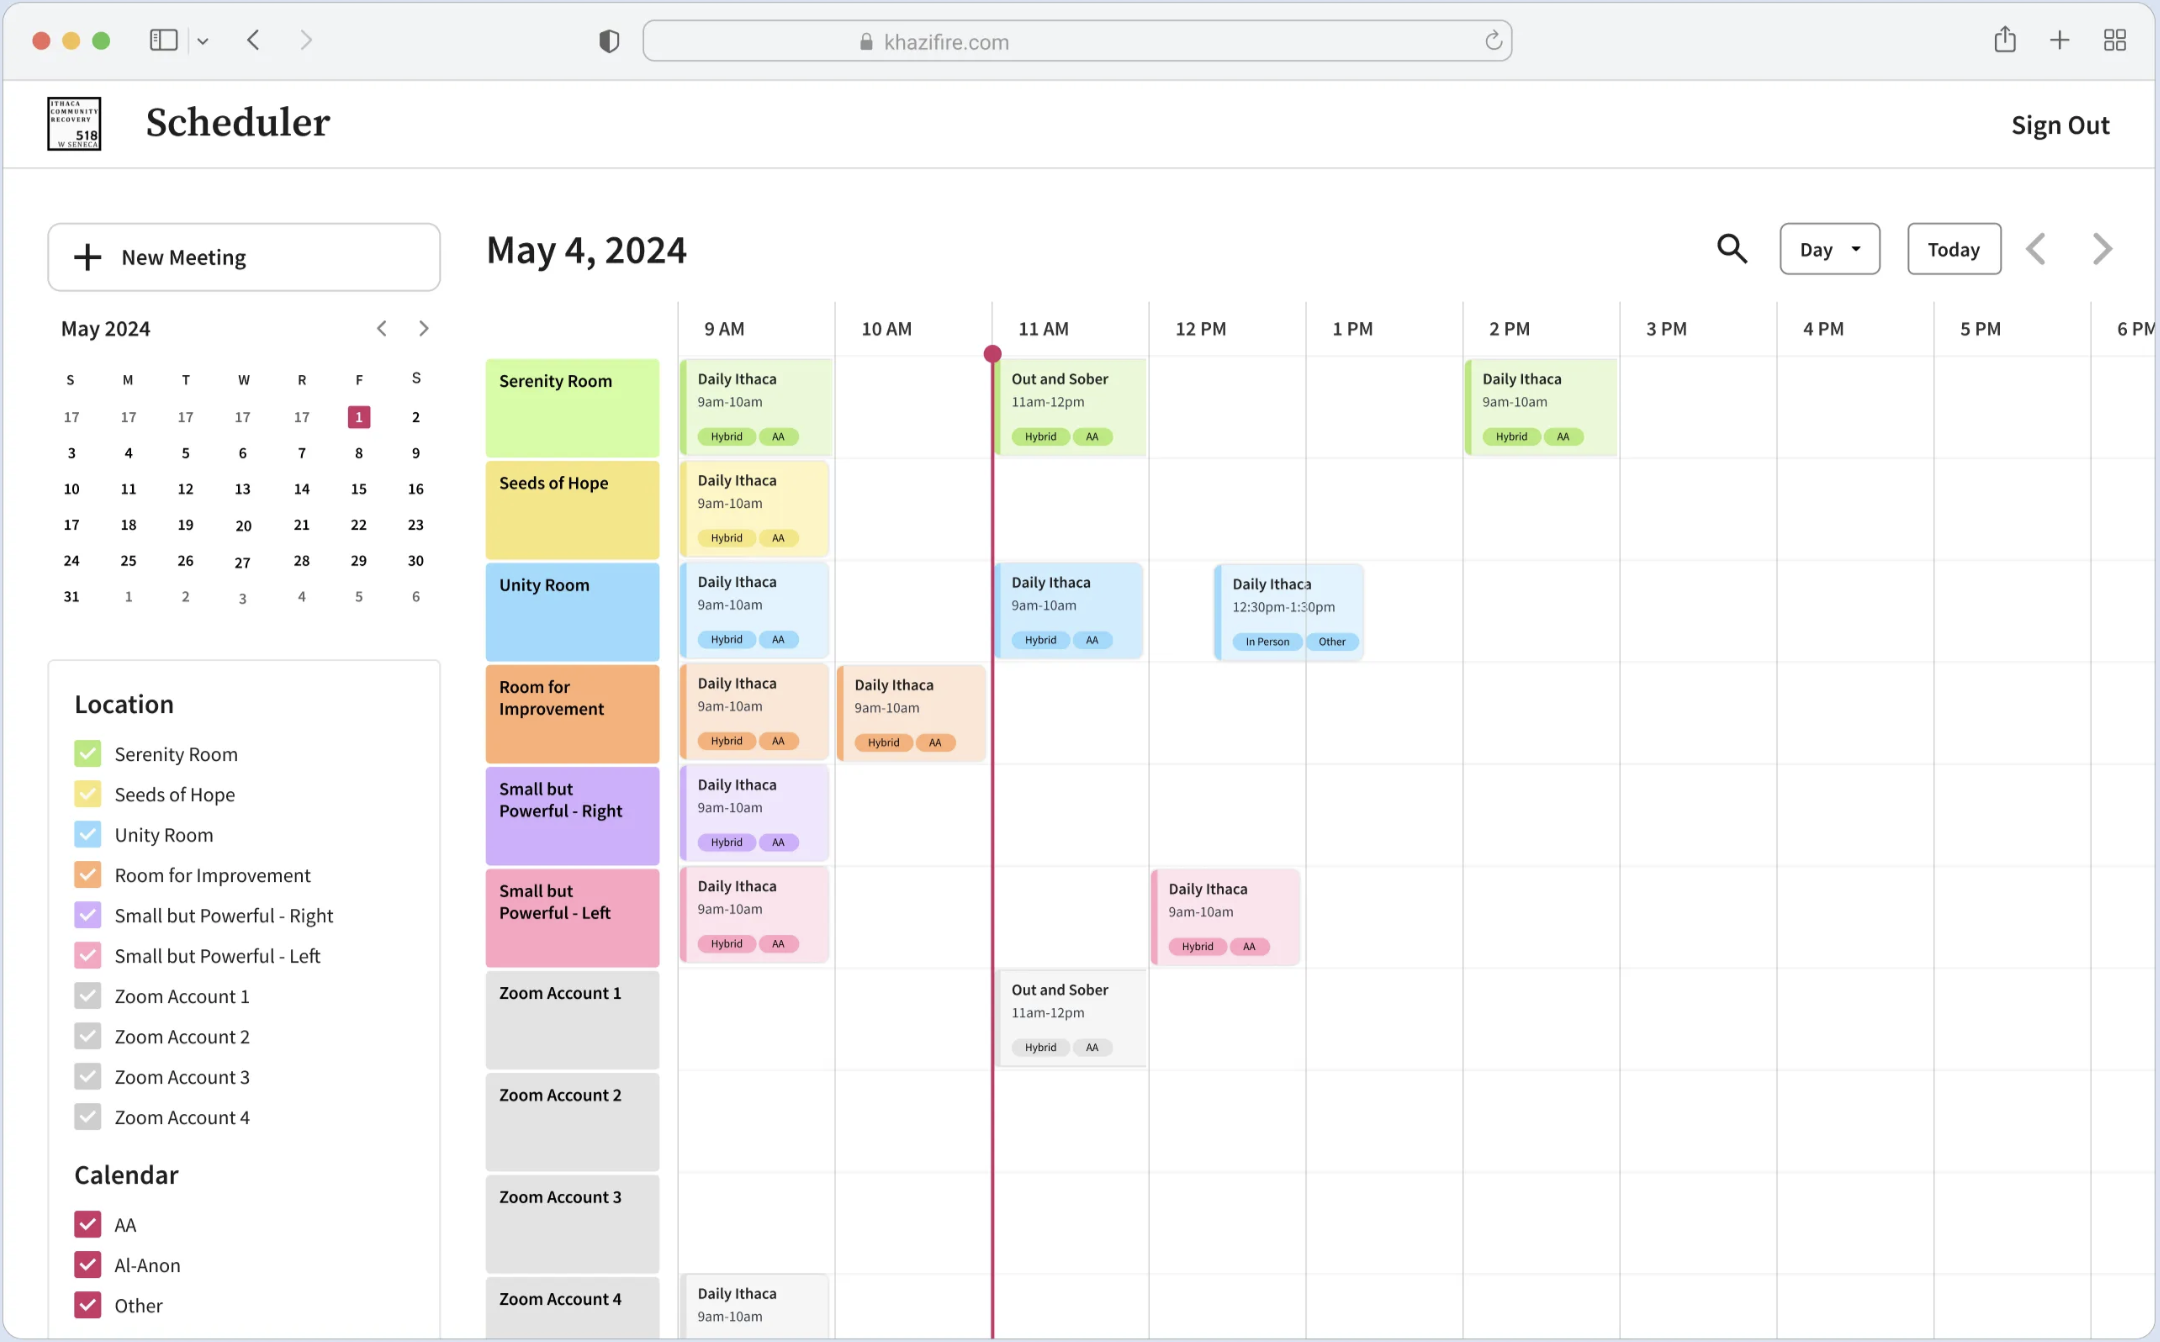 khazifire.com
ITHACA
COMMUNITY
RECOVERY
518
W SENECA
Scheduler
Sign Out
New Meeting
May 4, 2024
Day
Today
May 2024
S M T W R F S
17 17 17 17 17 1 2
3 4 5 6 7 8 9
10 11 12 13 14 15 16
17 18 19 20 21 22 23
24 25 26 27 28 29 30
31 1 2 3 4 5 6
Location
Serenity Room
Seeds of Hope
Unity Room
Room for Improvement
Small but Powerful - Right
Small but Powerful - Left
Zoom Account 1
Zoom Account 2
Zoom Account 3
Zoom Account 4
Calendar
AA
Al-Anon
Other
9 AM 10 AM 11 AM 12 PM 1 PM 2 PM 3 PM 4 PM 5 PM 6 PM
Serenity Room
Daily Ithaca
9am-10am
Hybrid AA
Out and Sober
11am-12pm
Hybrid AA
Daily Ithaca
9am-10am
Hybrid AA
Seeds of Hope
Daily Ithaca
9am-10am
Hybrid AA
Unity Room
Daily Ithaca
9am-10am
Hybrid AA
Daily Ithaca
9am-10am
Hybrid AA
Daily Ithaca
12:30pm-1:30pm
In Person Other
Room for
Improvement
Daily Ithaca
9am-10am
Hybrid AA
Daily Ithaca
9am-10am
Hybrid AA
Small but
Powerful - Right
Daily Ithaca
9am-10am
Hybrid AA
Small but
Powerful - Left
Daily Ithaca
9am-10am
Hybrid AA
Daily Ithaca
9am-10am
Hybrid AA
Zoom Account 1
Out and Sober
11am-12pm
Hybrid AA
Zoom Account 2
Zoom Account 3
Zoom Account 4
Daily Ithaca
9am-10am